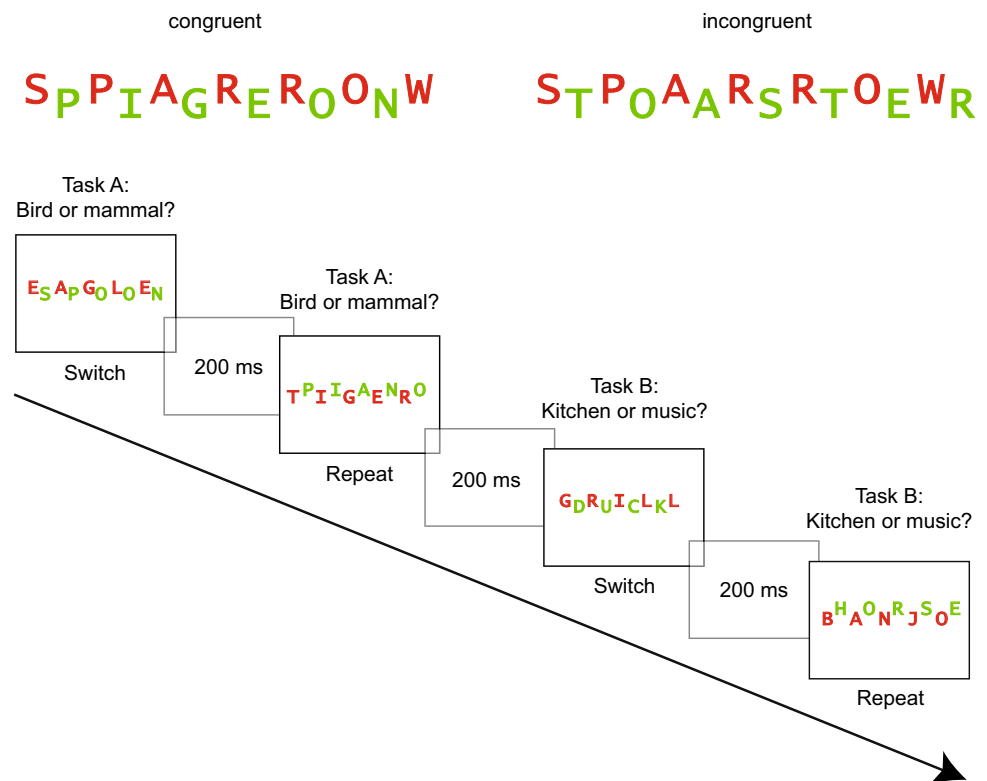 congruent
incongruent
SPPIAGREROONW
STPOAARSRTOEWR
Task A:
Bird or mammal?
ESAPGOLOEN
Switch
200 ms
Task A:
Bird or mammal?
TPIIGAENRO
Repeat
200 ms
Task B:
Kitchen or music?
GDRUICLKL
Switch
200 ms
Task B:
Kitchen or music?
BHAONRJSOE
Repeat